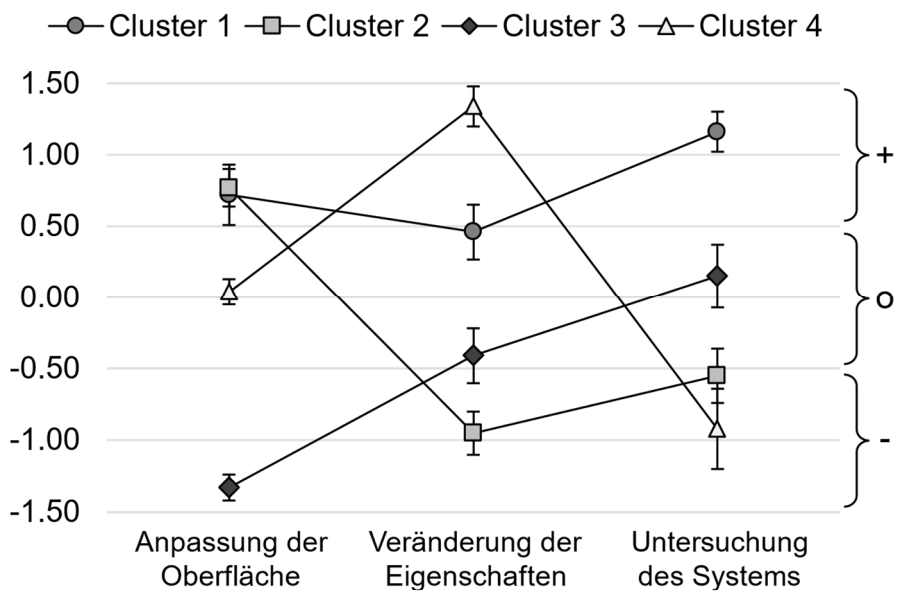 Cluster 1 Cluster 2 Cluster 3 Cluster 4
1.50
1.00
0.50
0.00
-0.50
-1.00
-1.50
+
o
-
Anpassung der
Oberfläche
Veränderung der
Eigenschaften
Untersuchung
des Systems